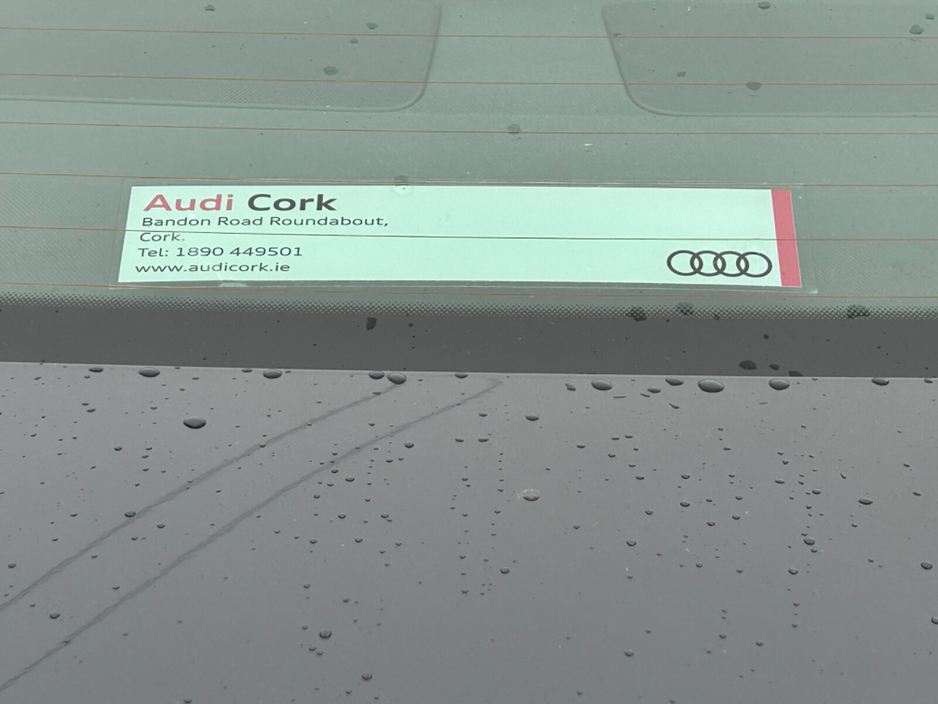 Audi Cork
Bandon Road Roundabout,
Cork.
Tel: 1890 449501
www.audicork.ie